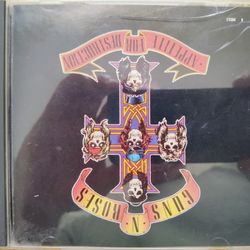 GUNS N' ROSES
APPETITE FOR DESTRUCTION